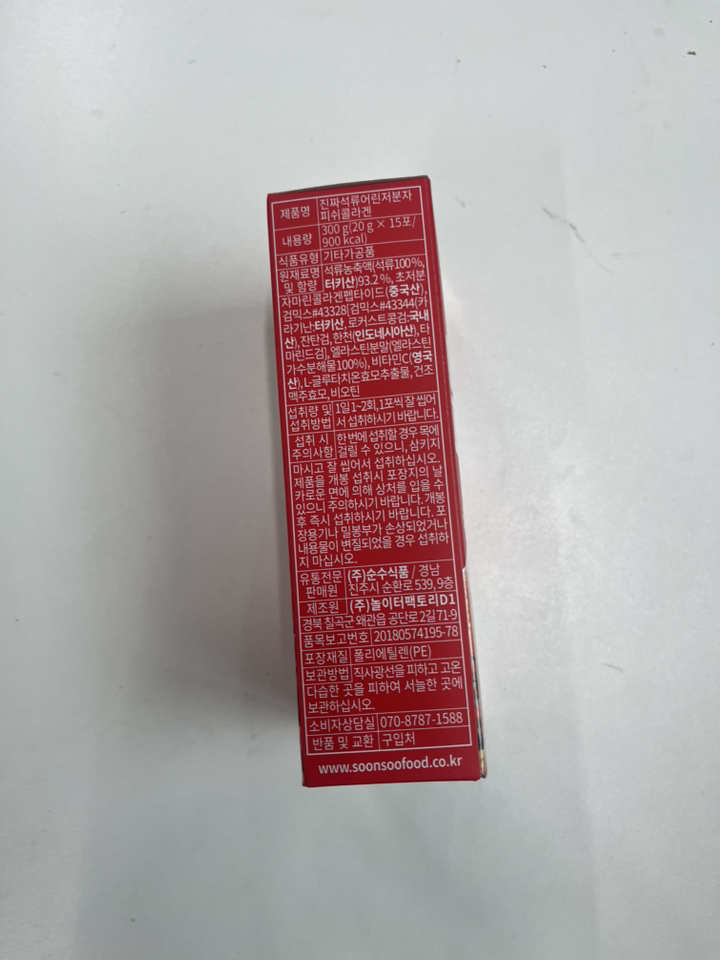 제품명 진짜석류어린저분자
피쉬콜라겐
내용량 300 g(20 g × 15포/
900 kcal)
식품유형 기타가공품
원재료명 석류농축액(석류100%,
및 함량 터키산)93.2 %, 초저분
자마린콜라겐펩타이드(중국산),
검믹스#43328[검믹스#43344(카
라기난:터키산, 로커스트콩검:국내
산), 잔탄검, 한천(인도네시아산), 타
마린드검], 엘라스틴분말(엘라스틴
가수분해물100%), 비타민C(영국
산), L-글루타치온효모추출물, 건조
맥주효모, 비오틴
섭취량 및 1일 1~2회, 1포씩 잘 씹어
섭취방법 서 섭취하시기 바랍니다.
섭취 시 한 번에 섭취할 경우 목에
주의사항 걸릴 수 있으니, 삼키지
마시고 잘 씹어서 섭취하십시오.
제품을 개봉 섭취시 포장지의 날
카로운 면에 의해 상처를 입을 수
있으니 주의하시기 바랍니다. 개봉
후 즉시 섭취하시기 바랍니다. 포
장용기나 밀봉부가 손상되었거나
내용물이 변질되었을 경우 섭취하
지 마십시오.
유통전문 (주)순수식품 / 경남
판매원 진주시 순환로 539, 9층
제조원 (주)놀이터팩토리D1
경북 칠곡군 왜관읍 공단로2길 71-9
품목보고번호 20180574195-78
포장재질 폴리에틸렌(PE)
보관방법 직사광선을 피하고 고온
다습한 곳을 피하여 서늘한 곳에
보관하십시오.
소비자상담실 070-8787-1588
반품 및 교환 구입처
www.soonsoofood.co.kr